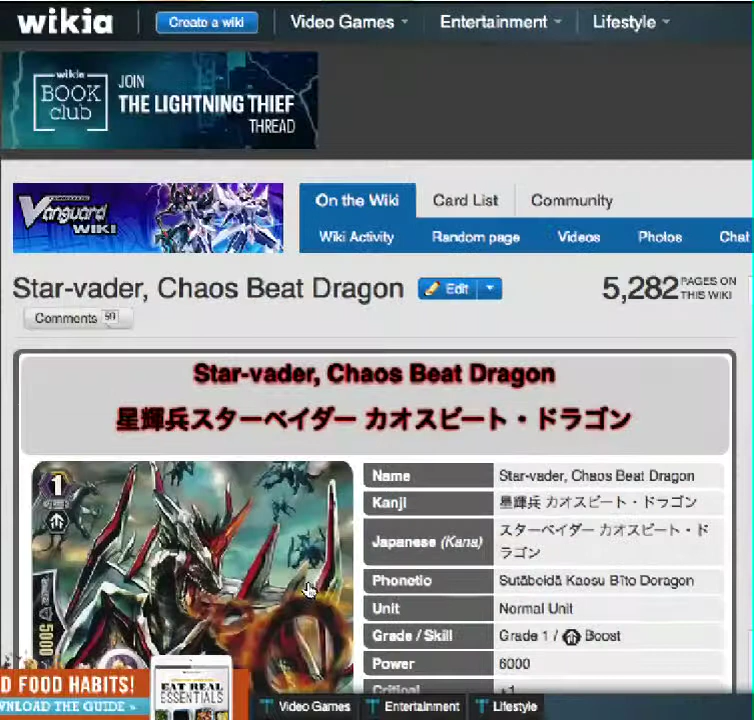 wikia Create a wiki Video Games Entertainment Lifestyle
wikia BOOK club JOIN THE LIGHTNING THIEF THREAD
Vanguard WIKI
On the Wiki Card List Community
Wiki Activity Random page Videos Photos Chat
Star-vader, Chaos Beat Dragon Edit 5,282 PAGES ON THIS WIKI
Comments
Star-vader, Chaos Beat Dragon
星輝兵スターベイダー カオスビート・ドラゴン
1
5000
Name Star-vader, Chaos Beat Dragon
Kanji 星輝兵 カオスビート・ドラゴン
Japanese (Kana) スターベイダー カオスビート・ドラゴン
Phonetic Sutābeidā Kaosu Bīto Doragon
Unit Normal Unit
Grade / Skill Grade 1 / Boost
Power 6000
Critical +1
D FOOD HABITS!
WNLOAD THE GUIDE »
EAT REAL
ESSENTIALS
Video Games Entertainment Lifestyle